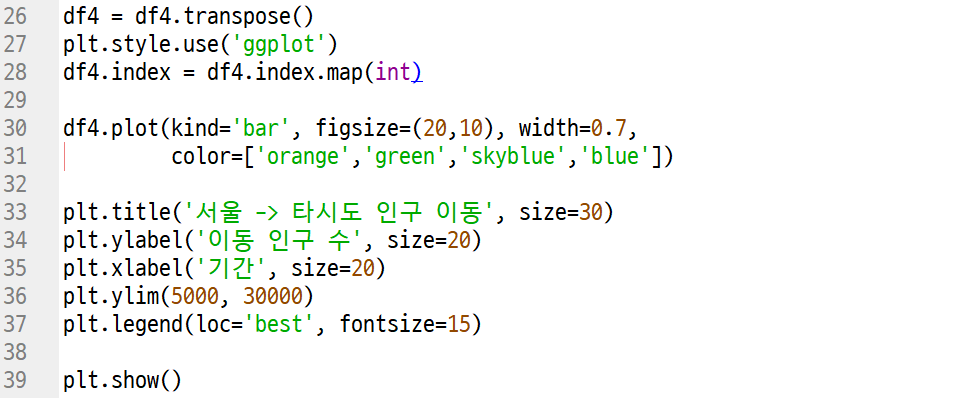 26 df4 = df4.transpose()
27 plt.style.use('ggplot')
28 df4.index = df4.index.map(int)
29
30 df4.plot(kind='bar', figsize=(20,10), width=0.7,
31          color=['orange','green','skyblue','blue'])
32
33 plt.title('서울 -> 타시도 인구 이동', size=30)
34 plt.ylabel('이동 인구 수', size=20)
35 plt.xlabel('기간', size=20)
36 plt.ylim(5000, 30000)
37 plt.legend(loc='best', fontsize=15)
38
39 plt.show()